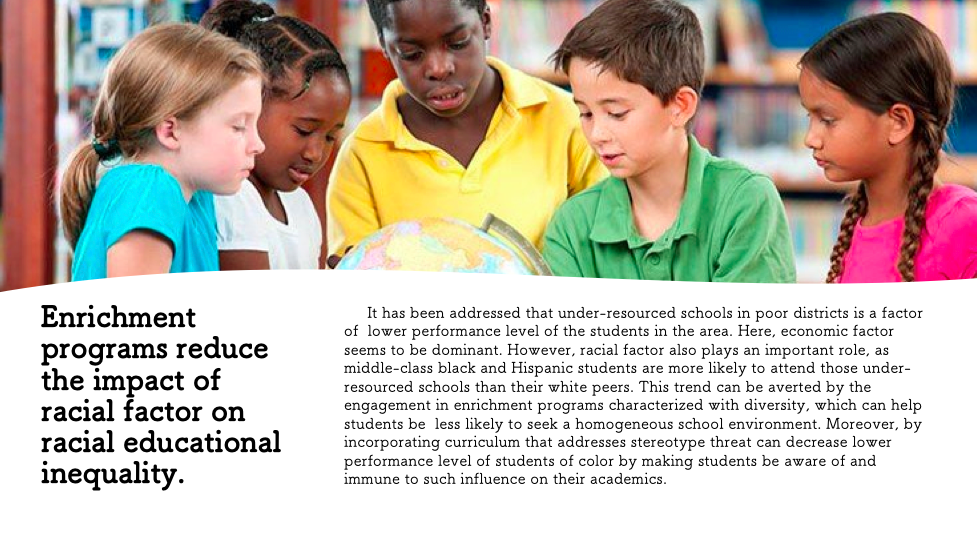 Enrichment
programs reduce
the impact of
racial factor on
racial educational
inequality.
It has been addressed that under-resourced schools in poor districts is a factor
of lower performance level of the students in the area. Here, economic factor
seems to be dominant. However, racial factor also plays an important role, as
middle-class black and Hispanic students are more likely to attend those under-
resourced schools than their white peers. This trend can be averted by the
engagement in enrichment programs characterized with diversity, which can help
students be less likely to seek a homogeneous school environment. Moreover, by
incorporating curriculum that addresses stereotype threat can decrease lower
performance level of students of color by making students be aware of and
immune to such influence on their academics.